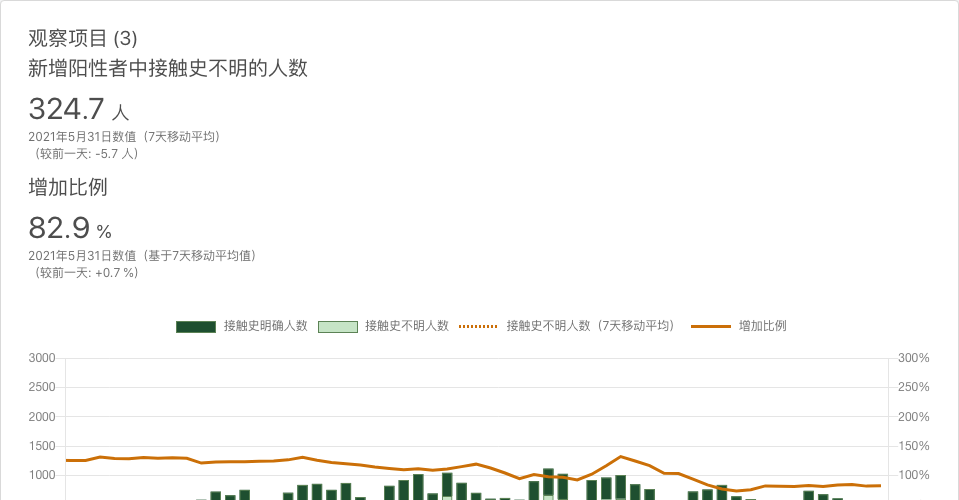 观察项目 (3)
新增阳性者中接触史不明的人数
324.7 人
2021年5月31日数值（7天移动平均）
（较前一天: -5.7 人）
增加比例
82.9 %
2021年5月31日数值（基于7天移动平均值）
（较前一天: +0.7 %）
接触史明确人数 接触史不明人数 接触史不明人数（7天移动平均） 增加比例
3000 300%
2500 250%
2000 200%
1500 150%
1000 100%